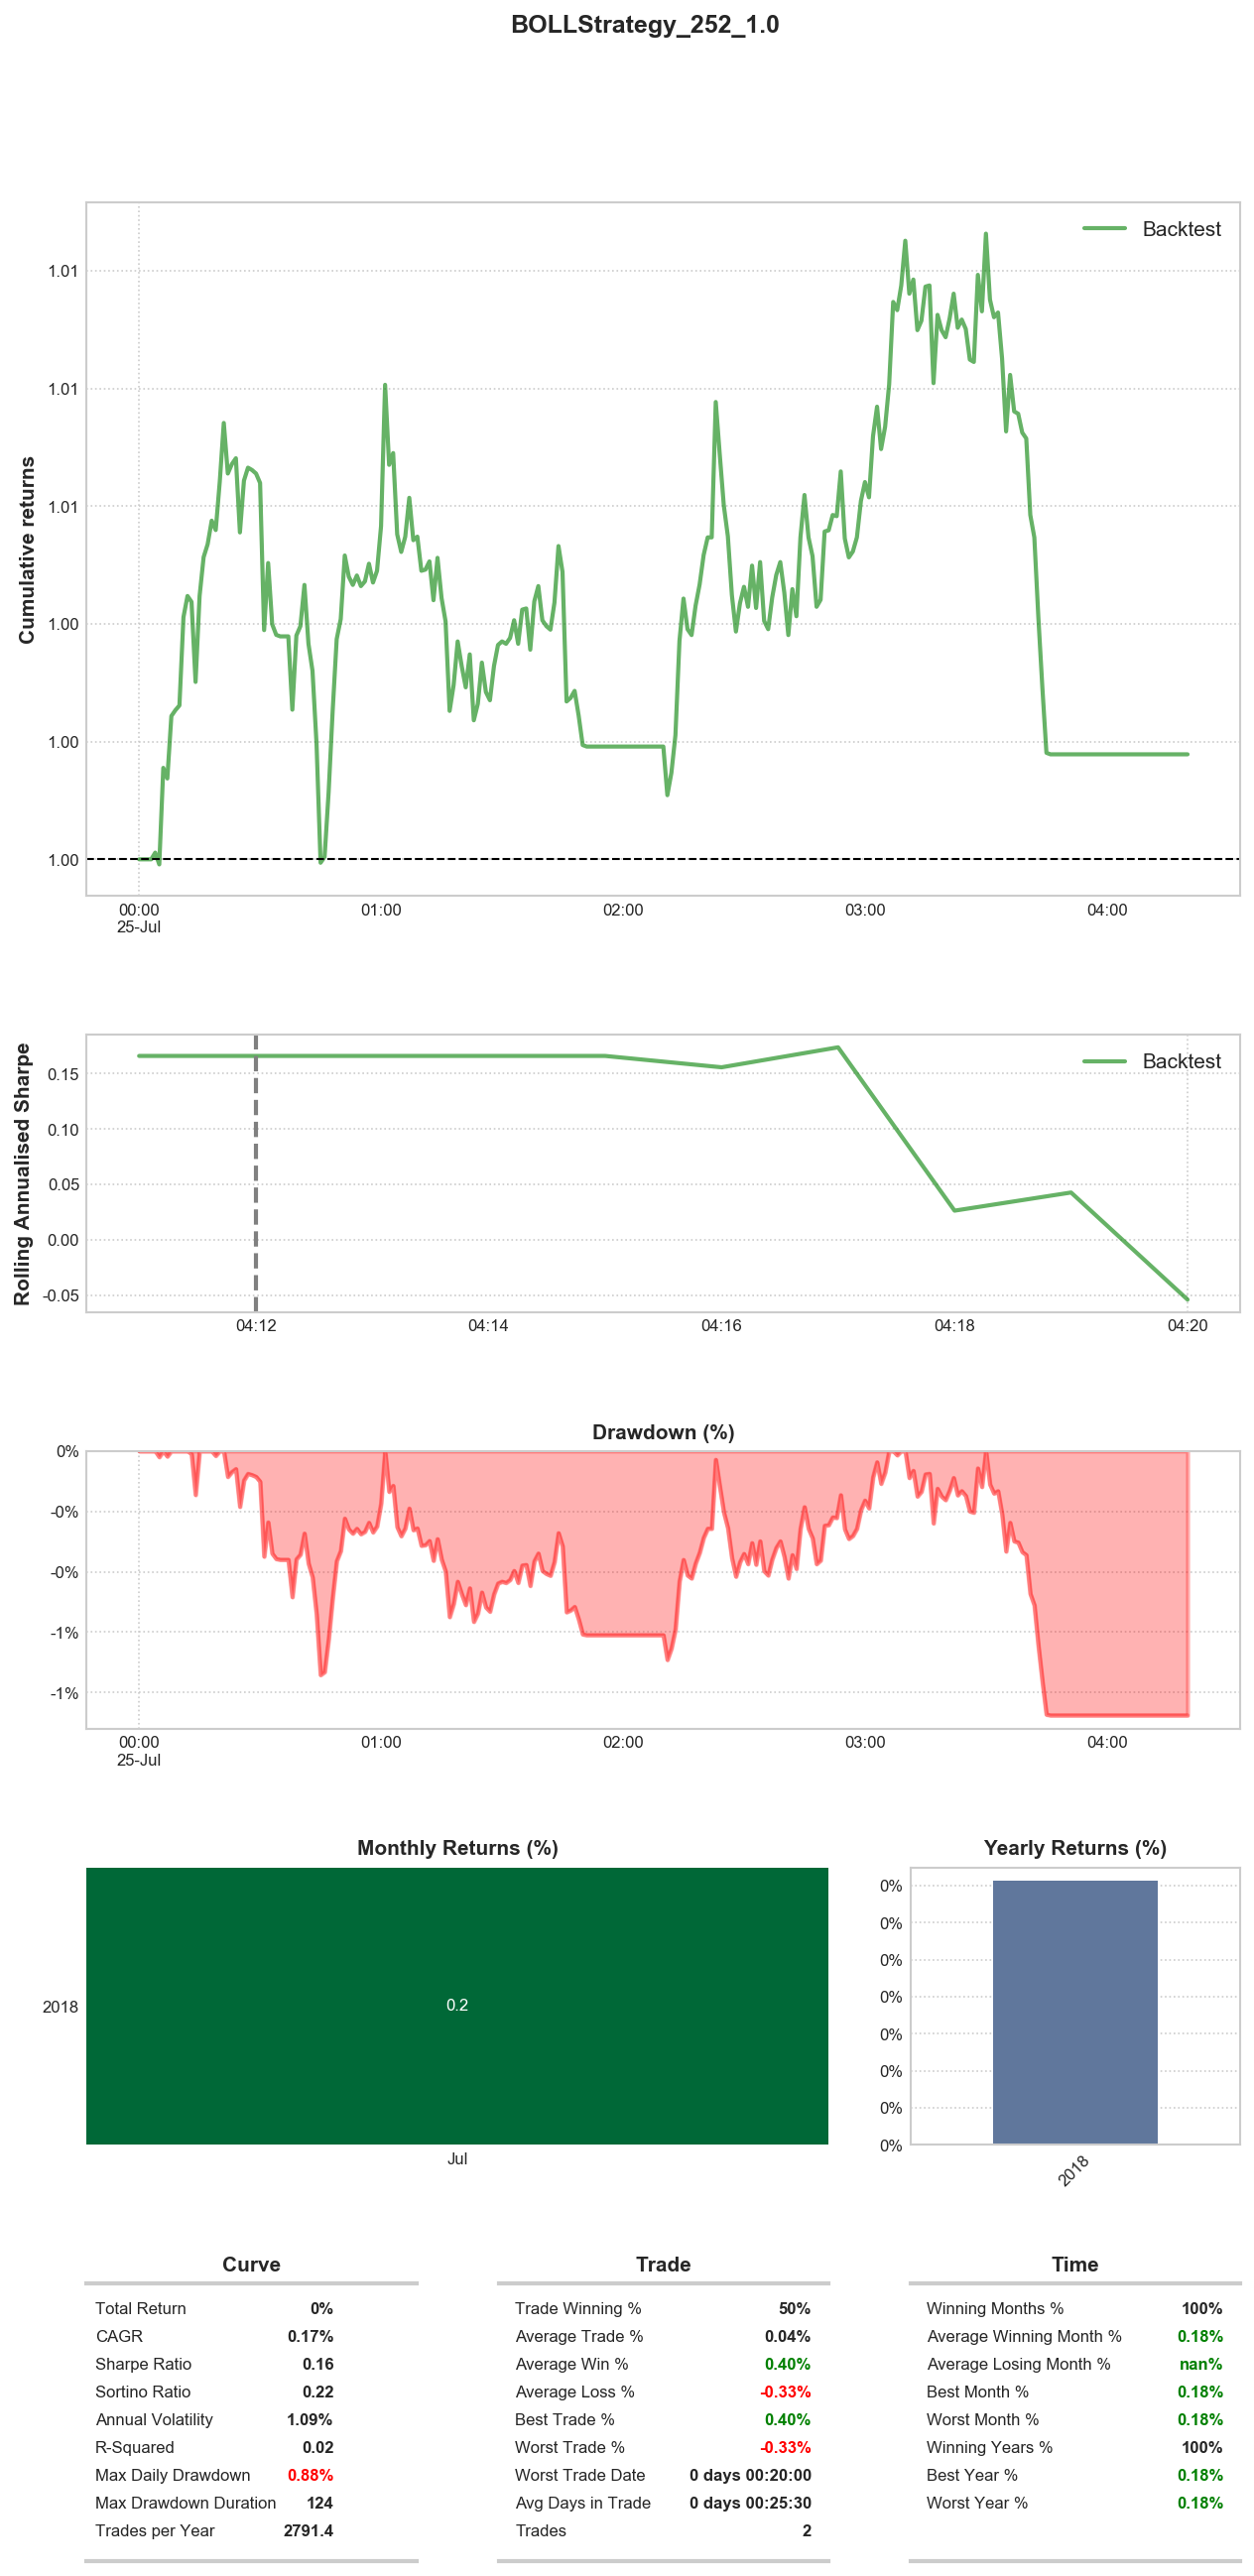 BOLLStrategy_252_1.0
Backtest
Cumulative returns
1.01
1.01
1.01
1.00
1.00
1.00
00:00
25-Jul
01:00
02:00
03:00
04:00
Rolling Annualised Sharpe
Backtest
0.15
0.10
0.05
0.00
-0.05
04:12
04:14
04:16
04:18
04:20
Drawdown (%)
0%
-0%
-0%
-1%
-1%
00:00
25-Jul
01:00
02:00
03:00
04:00
Monthly Returns (%)
2018
0.2
Jul
Yearly Returns (%)
0%
0%
0%
0%
0%
0%
0%
0%
2018
Curve
Total Return 0%
CAGR 0.17%
Sharpe Ratio 0.16
Sortino Ratio 0.22
Annual Volatility 1.09%
R-Squared 0.02
Max Daily Drawdown 0.88%
Max Drawdown Duration 124
Trades per Year 2791.4
Trade
Trade Winning % 50%
Average Trade % 0.04%
Average Win % 0.40%
Average Loss % -0.33%
Best Trade % 0.40%
Worst Trade % -0.33%
Worst Trade Date 0 days 00:20:00
Avg Days in Trade 0 days 00:25:30
Trades 2
Time
Winning Months % 100%
Average Winning Month % 0.18%
Average Losing Month % nan%
Best Month % 0.18%
Worst Month % 0.18%
Winning Years % 100%
Best Year % 0.18%
Worst Year % 0.18%